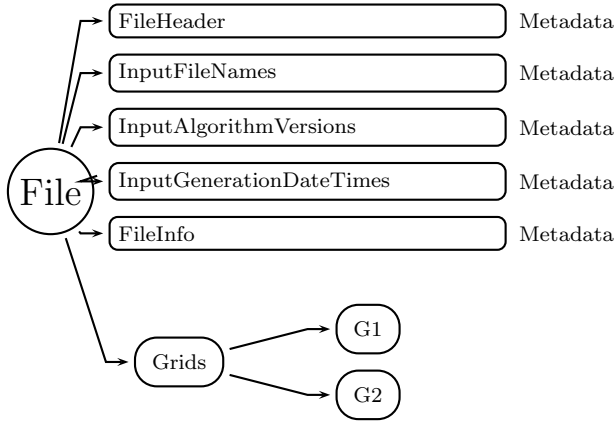 FileHeader Metadata
InputFileNames Metadata
InputAlgorithmVersions Metadata
File
InputGenerationDateTimes Metadata
FileInfo Metadata
G1
Grids
G2